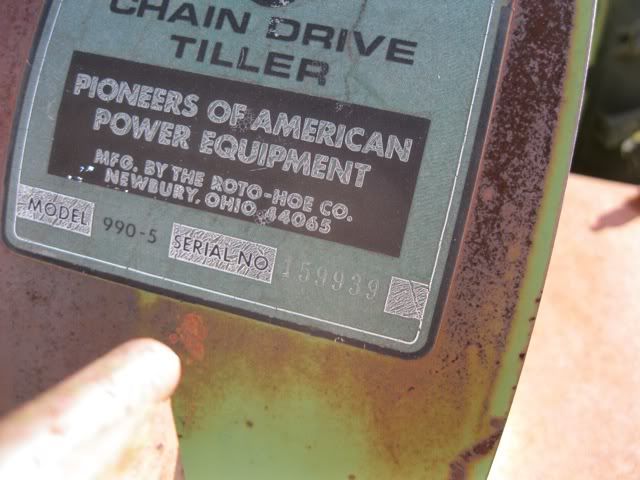 CHAIN DRIVE
TILLER
PIONEERS OF AMERICAN
POWER EQUIPMENT
MFG. BY THE ROTO-HOE CO.
NEWBURY, OHIO 44065
MODEL 990-5 SERIAL NO. 159939